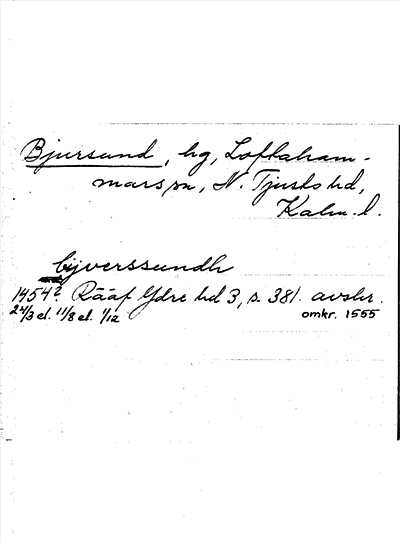 Bjursund, hg, Loftaham-
mars sn, N. Tjusts hd,
Kalm. l.
bijverssundh
1454? Rääf Ydre hd 3, s. 381. avskr.
24/3 el. 11/8 el. 1/12 omkr. 1555